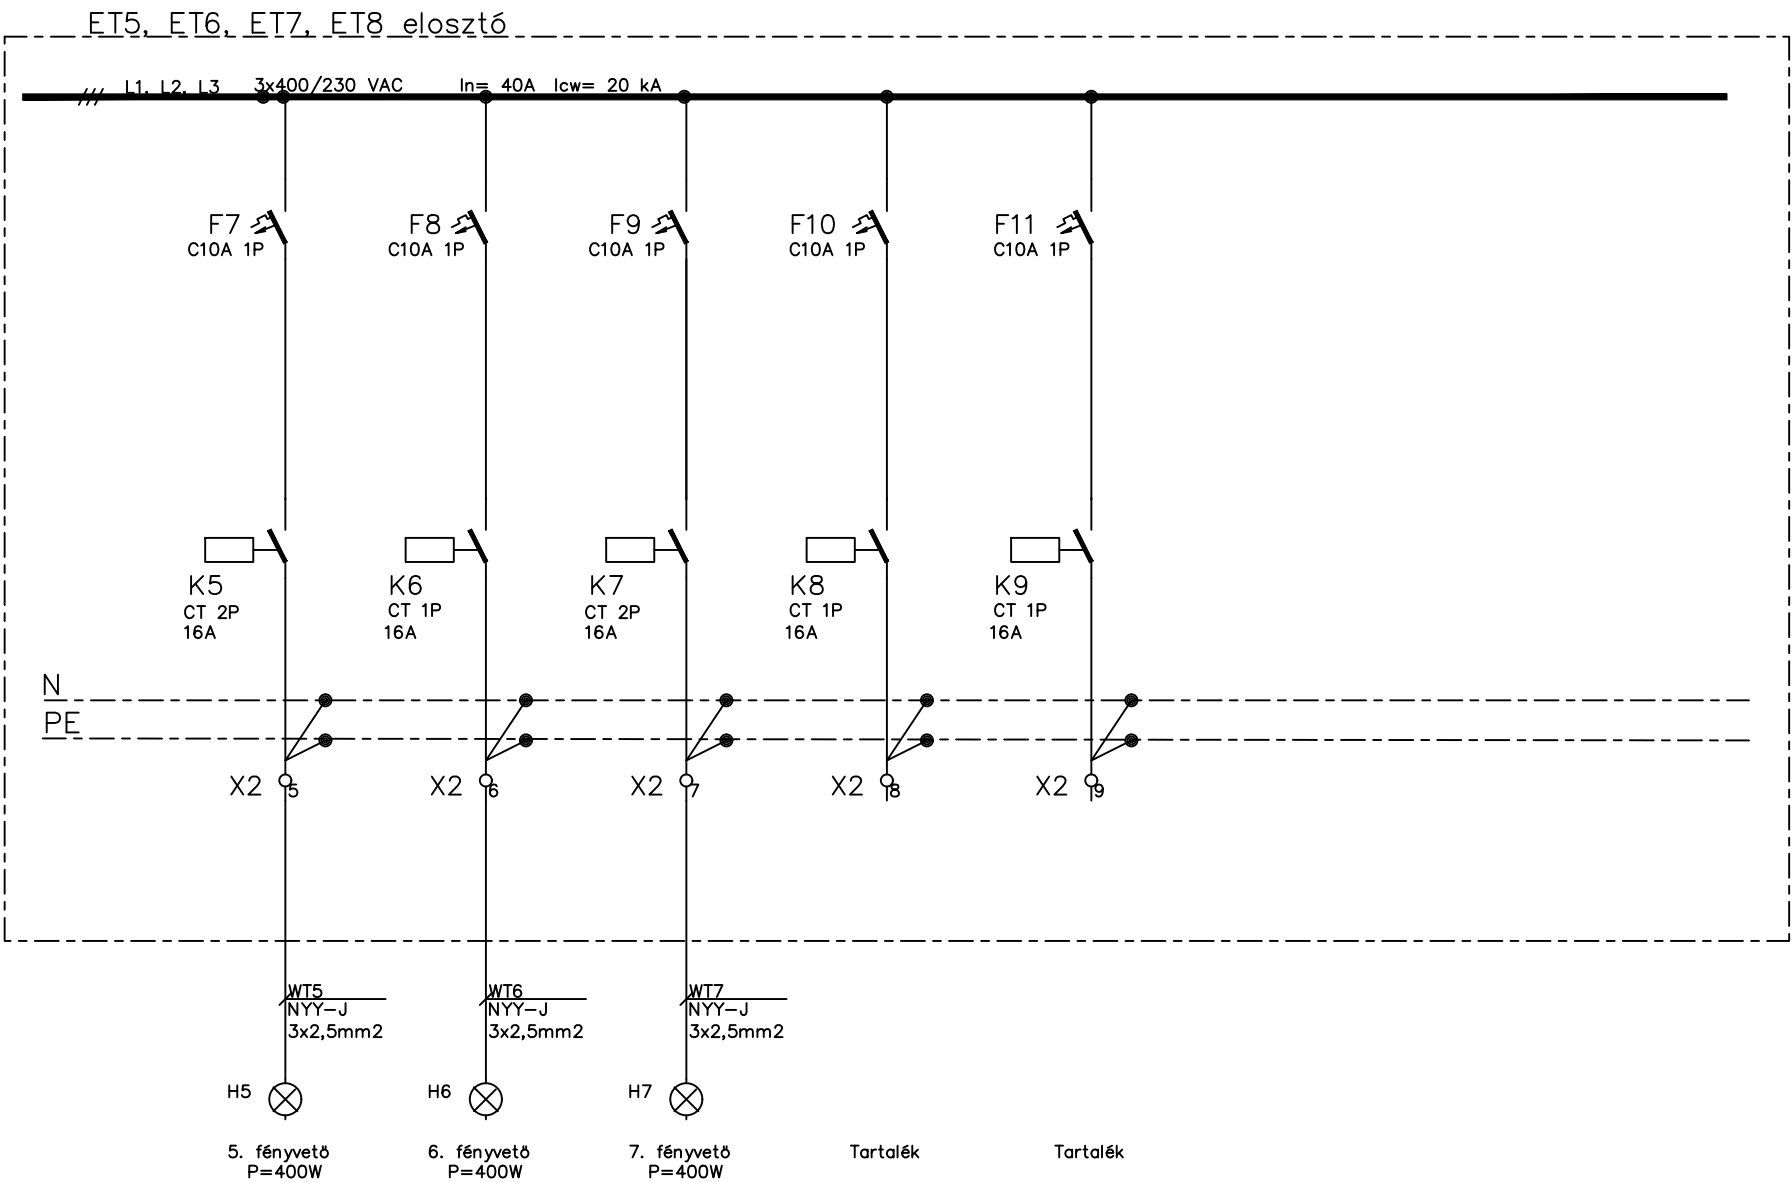 ET5, ET6, ET7, ET8 elosztó
L1, L2, L3 3x400/230 VAC In= 40A Icw= 20 kA
F7 F8 F9 F10 F11
C10A 1P C10A 1P C10A 1P C10A 1P C10A 1P
K5 K6 K7 K8 K9
CT 2P CT 1P CT 2P CT 1P CT 1P
16A 16A 16A 16A 16A
N
PE
X2 5 X2 6 X2 7 X2 8 X2 9
WT5 WT6 WT7
NYY-J NYY-J NYY-J
3x2,5mm2 3x2,5mm2 3x2,5mm2
H5 H6 H7
5. fényvető 6. fényvető 7. fényvető Tartalék Tartalék
P=400W P=400W P=400W